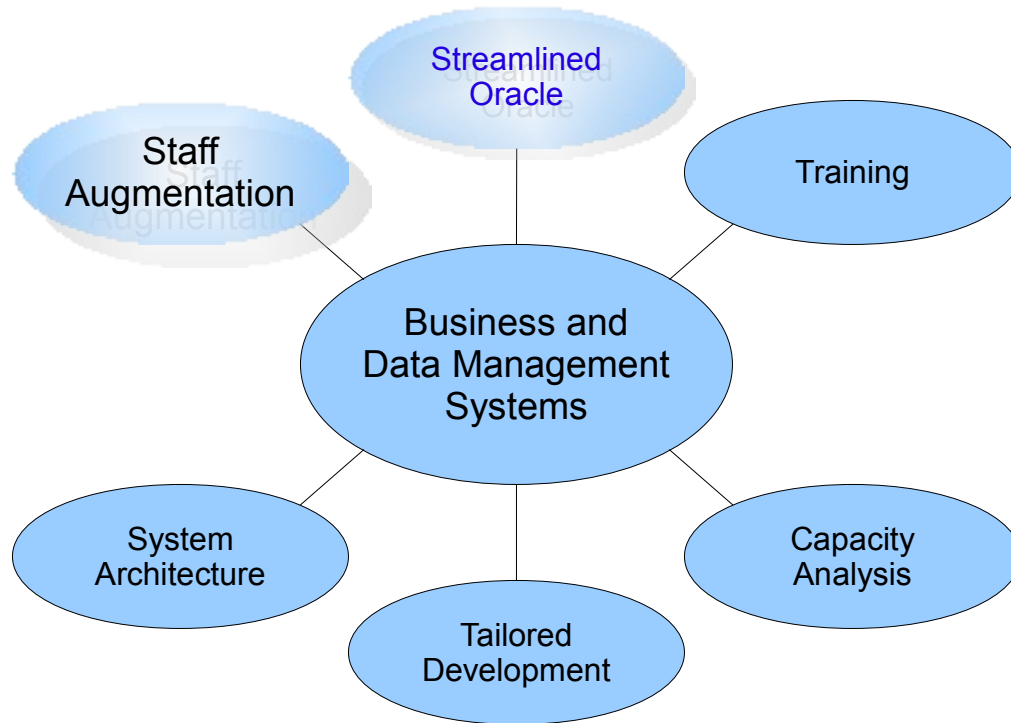 Streamlined
Oracle
Staff
Augmentation
Training
Business and
Data Management
Systems
System
Architecture
Capacity
Analysis
Tailored
Development